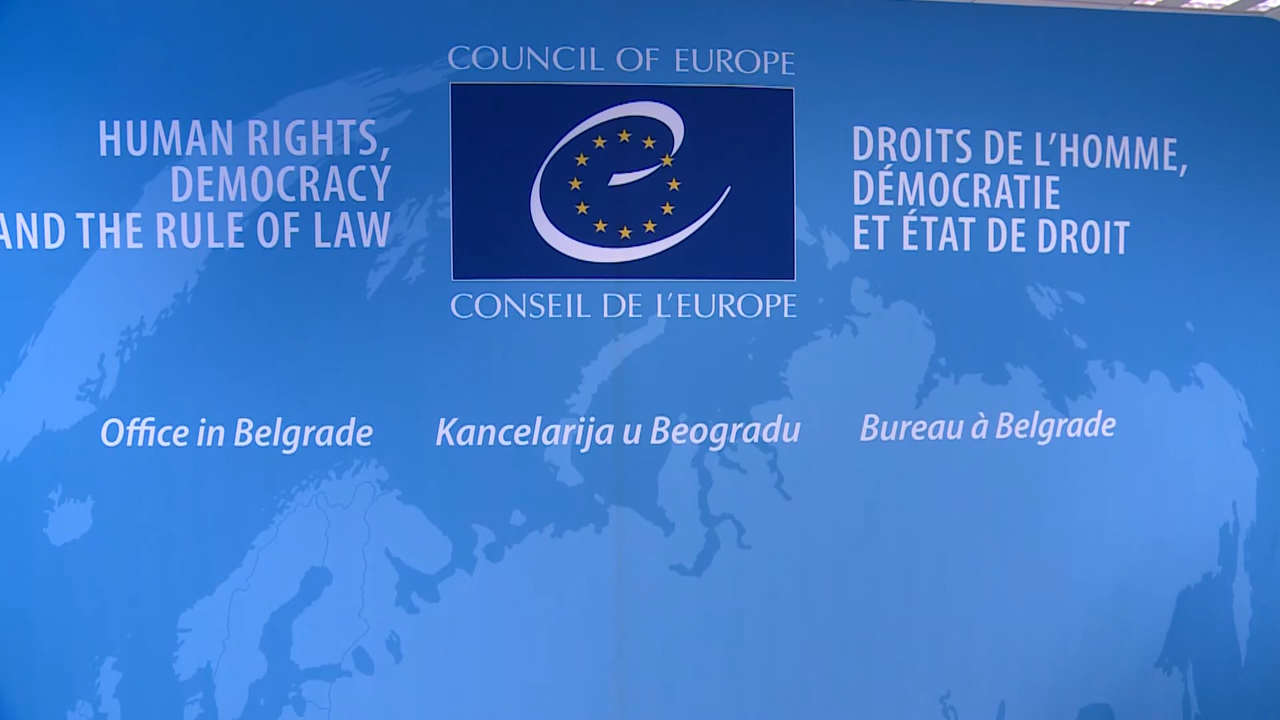 COUNCIL OF EUROPE
HUMAN RIGHTS,
DEMOCRACY
AND THE RULE OF LAW
DROITS DE L'HOMME,
DÉMOCRATIE
ET ÉTAT DE DROIT
CONSEIL DE L'EUROPE
Office in Belgrade
Kancelarija u Beogradu
Bureau à Belgrade